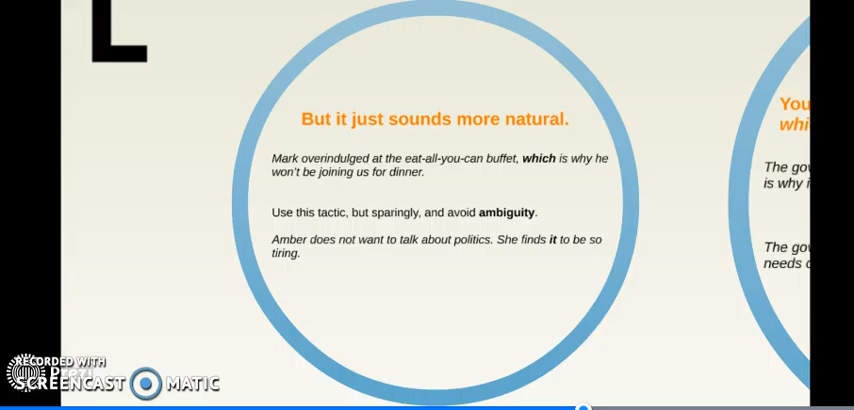 L
But it just sounds more natural.
Mark overindulged at the eat-all-you-can buffet, which is why he
won't be joining us for dinner.
Use this tactic, but sparingly, and avoid ambiguity.
Amber does not want to talk about politics. She finds it to be so
tiring.
You
whi
The gov
is why i
The gov
needs
RECORDED WITH
Prezi
SCREENCAST MATIC